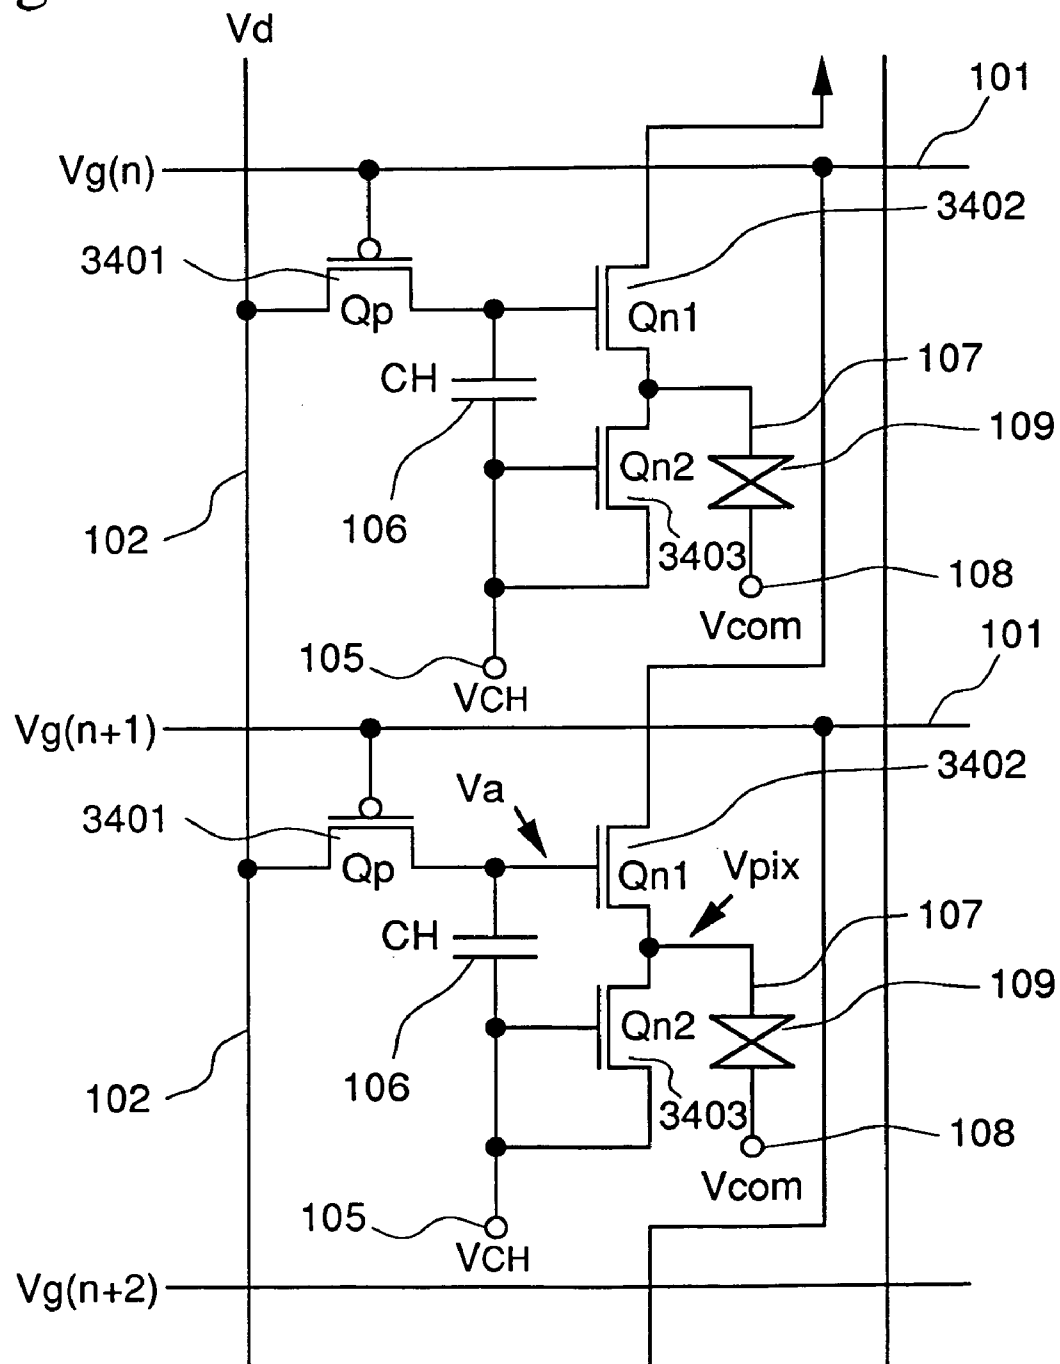 g
Vd
101
Vg(n)
3402
3401
Qp
Qn1
CH
107
109
Qn2
106
102
3403
108
Vcom
105
VCH
101
Vg(n+1)
3402
Va
3401
Qp
Qn1
Vpix
CH
107
109
Qn2
106
102
3403
108
Vcom
105
VCH
Vg(n+2)